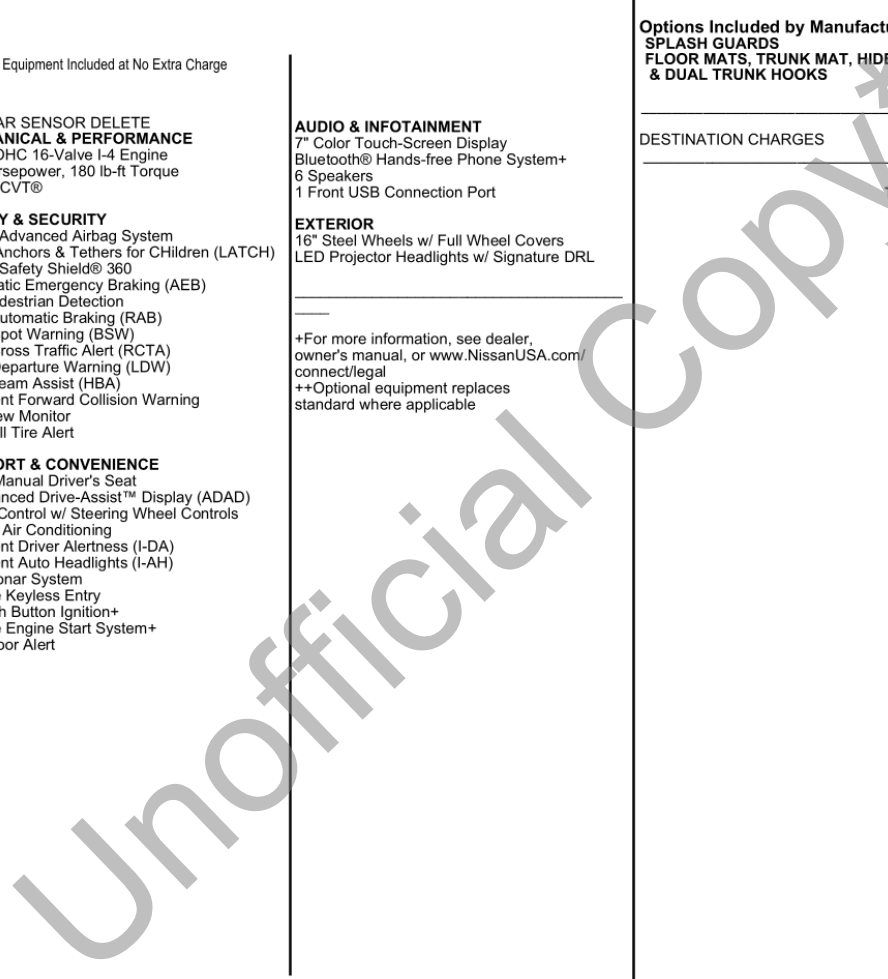 Equipment Included at No Extra Charge
AR SENSOR DELETE
ANICAL & PERFORMANCE
OHC 16-Valve I-4 Engine
rsepower, 180 lb-ft Torque
CVT®
Y & SECURITY
Advanced Airbag System
Anchors & Tethers for CHildren (LATCH)
Safety Shield® 360
atic Emergency Braking (AEB)
destrian Detection
utomatic Braking (RAB)
pot Warning (BSW)
ross Traffic Alert (RCTA)
eparture Warning (LDW)
eam Assist (HBA)
nt Forward Collision Warning
ew Monitor
ll Tire Alert
ORT & CONVENIENCE
Manual Driver's Seat
nced Drive-Assist™ Display (ADAD)
Control w/ Steering Wheel Controls
Air Conditioning
nt Driver Alertness (I-DA)
nt Auto Headlights (I-AH)
onar System
e Keyless Entry
h Button Ignition+
e Engine Start System+
oor Alert
AUDIO & INFOTAINMENT
7" Color Touch-Screen Display
Bluetooth® Hands-free Phone System+
6 Speakers
1 Front USB Connection Port
EXTERIOR
16" Steel Wheels w/ Full Wheel Covers
LED Projector Headlights w/ Signature DRL
+For more information, see dealer,
owner's manual, or www.NissanUSA.com/
connect/legal
++Optional equipment replaces
standard where applicable
Options Included by Manufactu
SPLASH GUARDS
FLOOR MATS, TRUNK MAT, HIDE
& DUAL TRUNK HOOKS
DESTINATION CHARGES
Unofficial Copy*